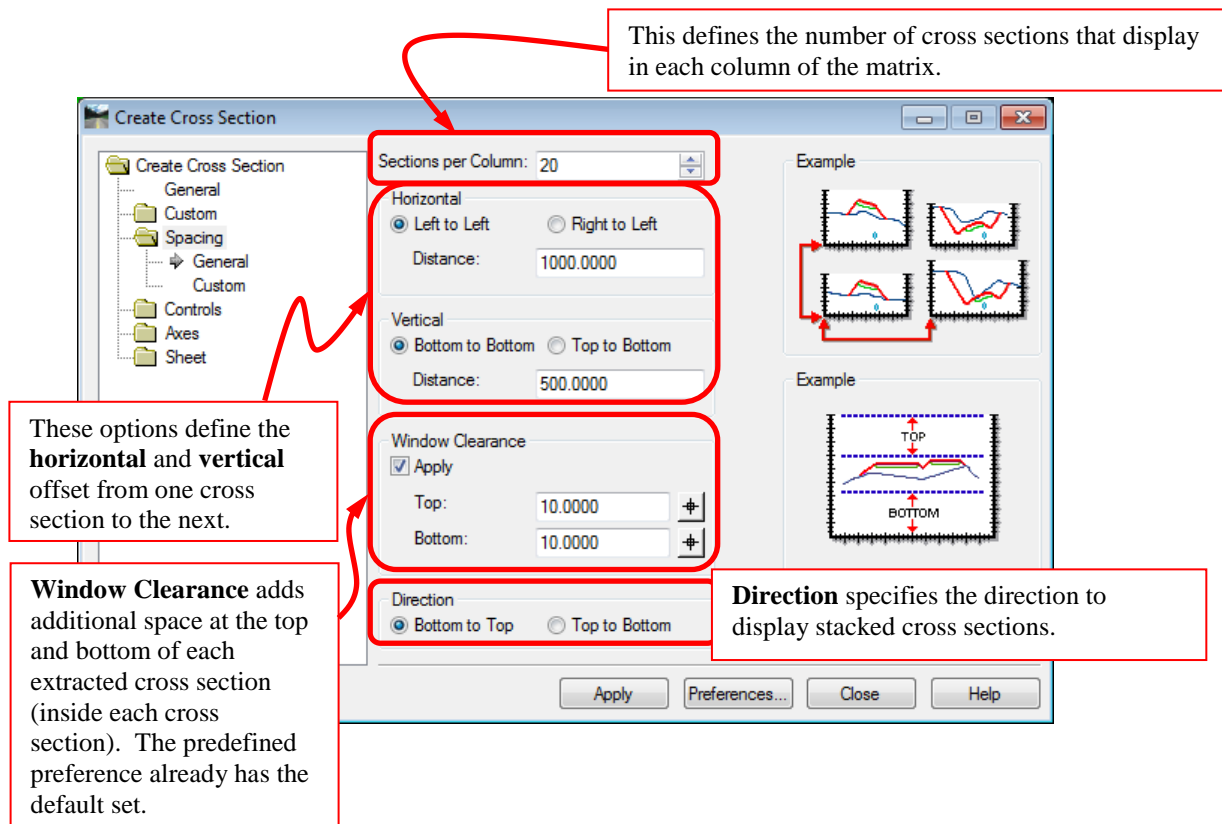 This defines the number of cross sections that display
in each column of the matrix.
Create Cross Section
Create Cross Section
General
Custom
Spacing
General
Custom
Controls
Axes
Sheet
Sections per Column: 20
Horizontal
Left to Left Right to Left
Distance: 1000.0000
Vertical
Bottom to Bottom Top to Bottom
Distance: 500.0000
Window Clearance
Apply
Top: 10.0000
Bottom: 10.0000
Direction
Bottom to Top Top to Bottom
Example
0 0
0 0
Example
TOP
BOTTOM
Apply Preferences... Close Help
These options define the
horizontal and vertical
offset from one cross
section to the next.
Window Clearance adds
additional space at the top
and bottom of each
extracted cross section
(inside each cross
section). The predefined
preference already has the
default set.
Direction specifies the direction to
display stacked cross sections.